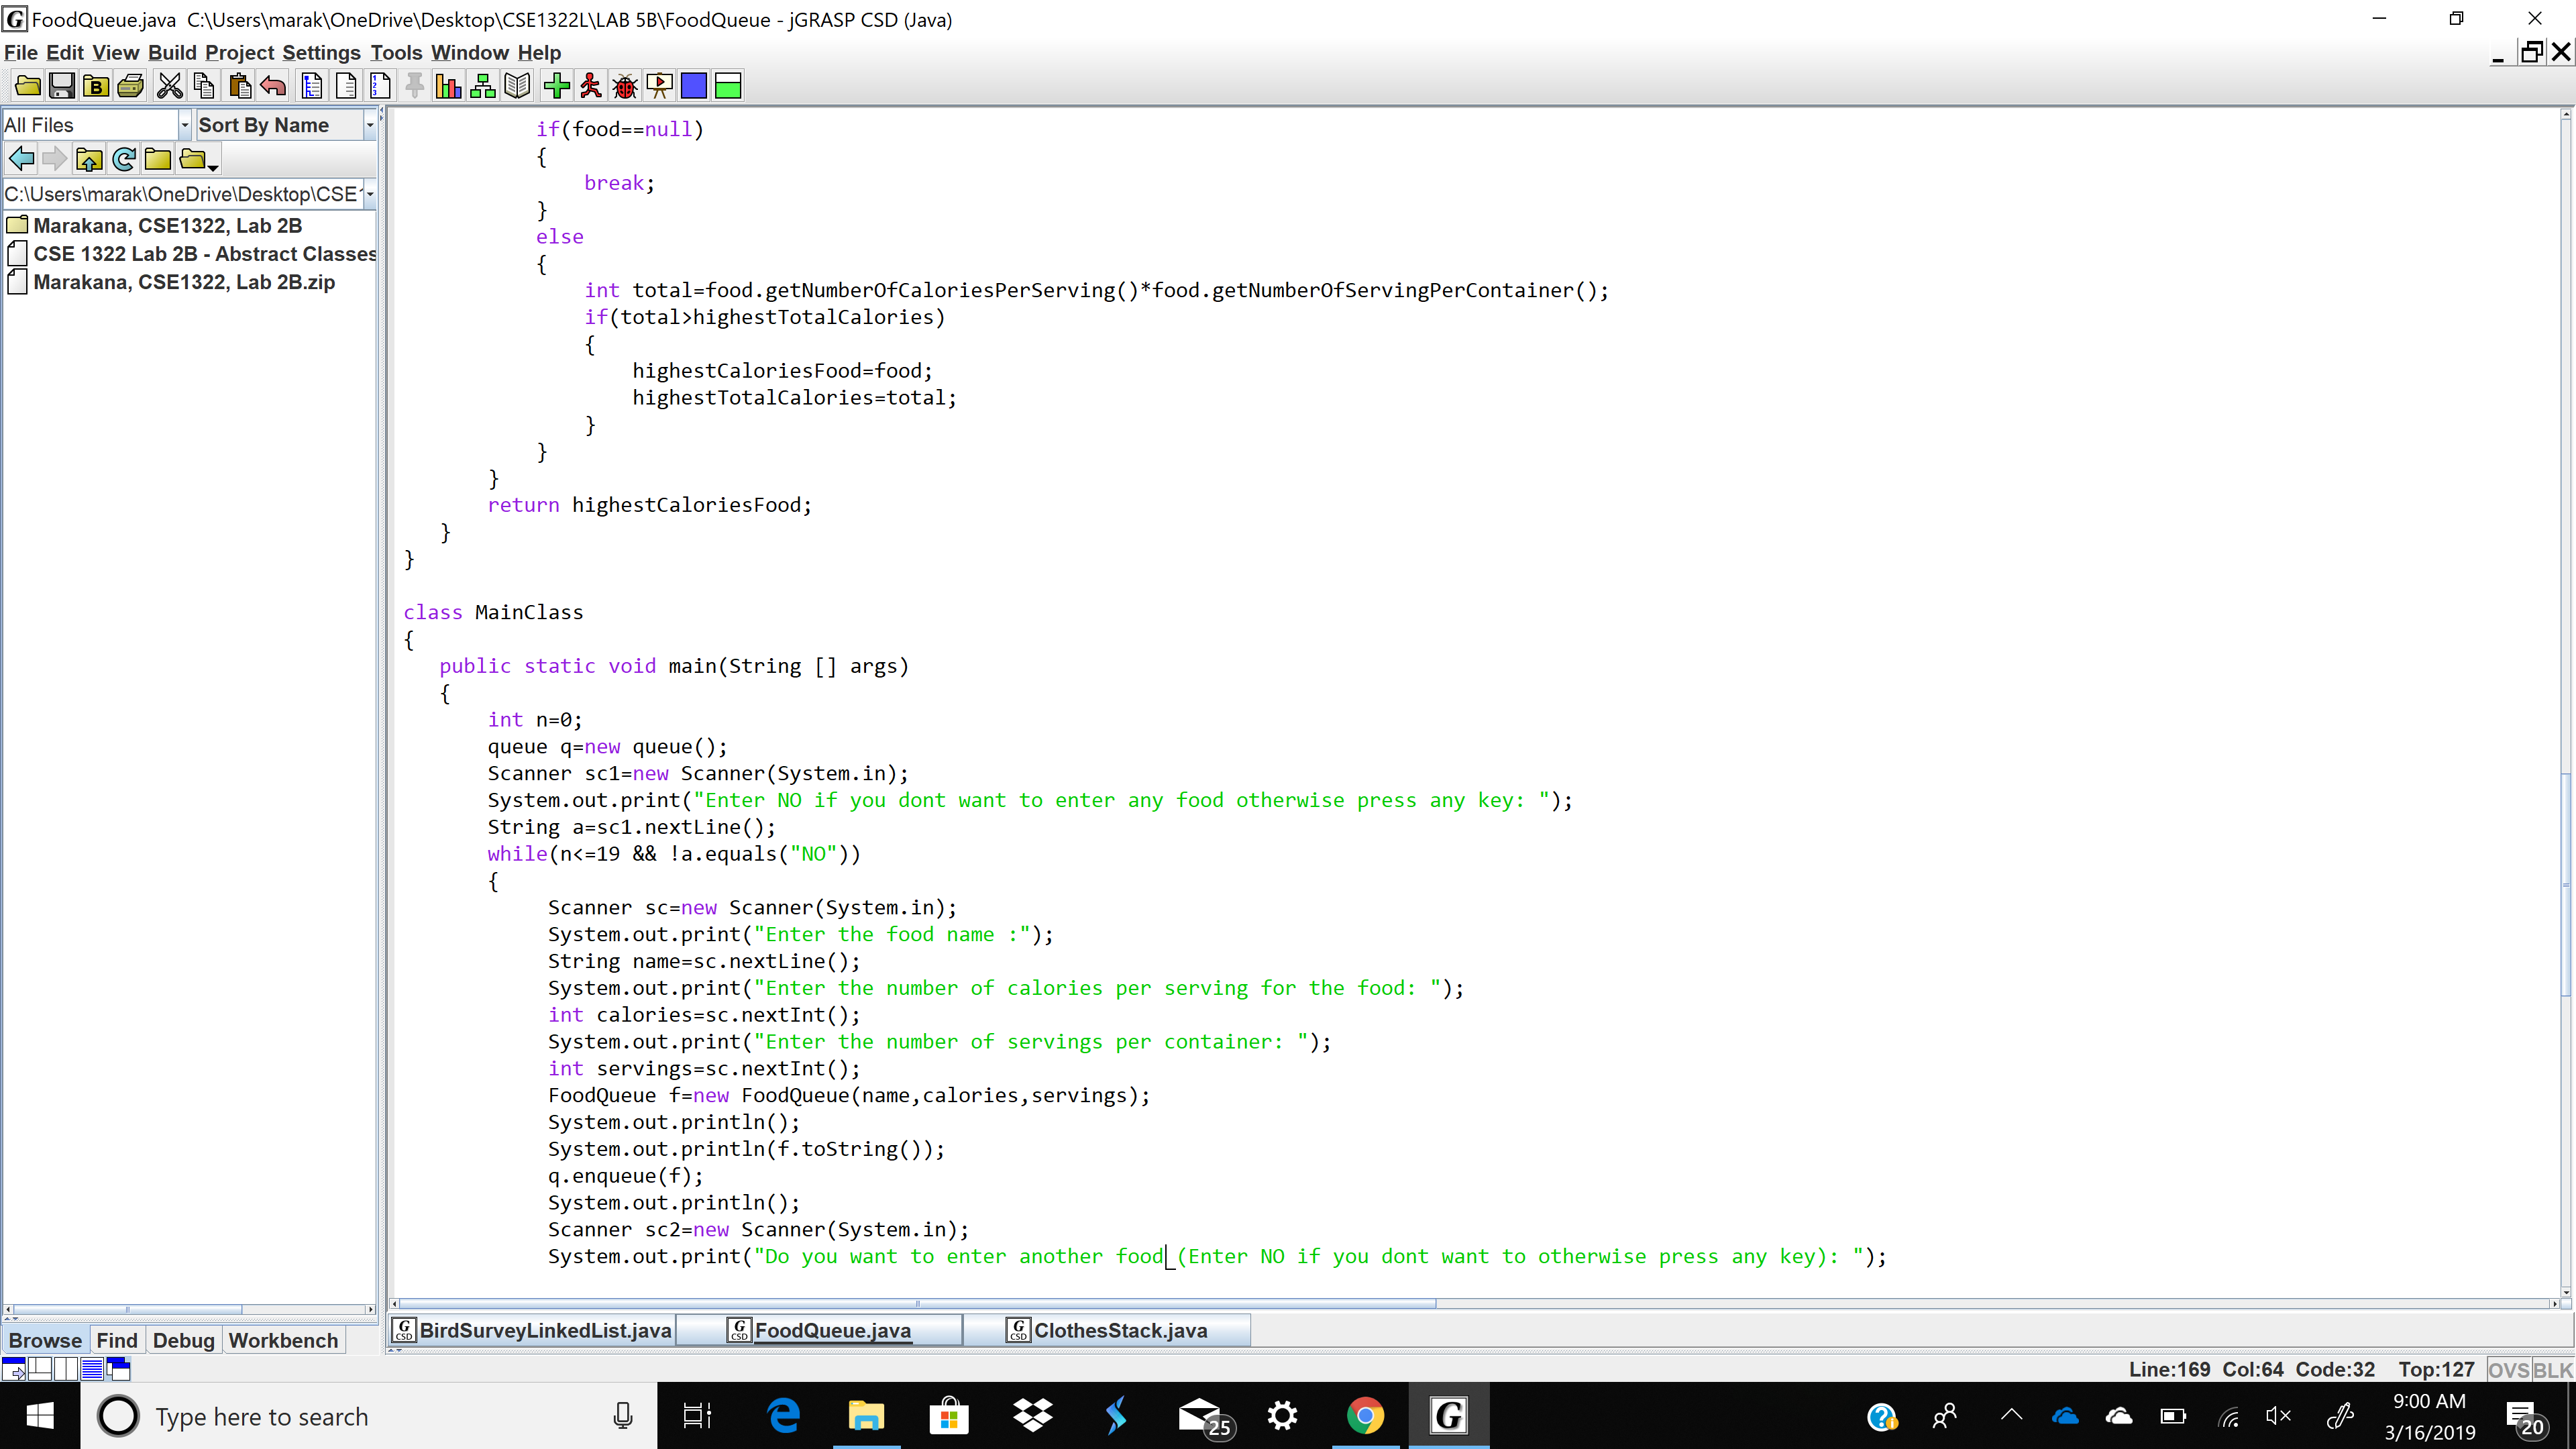 FoodQueue.java  C:\Users\marak\OneDrive\Desktop\CSE1322L\LAB 5B\FoodQueue - jGRASP CSD (Java)
File Edit View Build Project Settings Tools Window Help
All Files
Sort By Name
C:\Users\marak\OneDrive\Desktop\CSE
Marakana, CSE1322, Lab 2B
CSE 1322 Lab 2B - Abstract Classes
Marakana, CSE1322, Lab 2B.zip
if(food==null)
{
break;
}
else
{
int total=food.getNumberOfCaloriesPerServing()*food.getNumberOfServingPerContainer();
if(total>highestTotalCalories)
{
highestCaloriesFood=food;
highestTotalCalories=total;
}
}
}
return highestCaloriesFood;
}
}
class MainClass
{
public static void main(String [] args)
{
int n=0;
queue q=new queue();
Scanner sc1=new Scanner(System.in);
System.out.print("Enter NO if you dont want to enter any food otherwise press any key: ");
String a=sc1.nextLine();
while(n<=19 && !a.equals("NO"))
{
Scanner sc=new Scanner(System.in);
System.out.print("Enter the food name :");
String name=sc.nextLine();
System.out.print("Enter the number of calories per serving for the food: ");
int calories=sc.nextInt();
System.out.print("Enter the number of servings per container: ");
int servings=sc.nextInt();
FoodQueue f=new FoodQueue(name,calories,servings);
System.out.println();
System.out.println(f.toString());
q.enqueue(f);
System.out.println();
Scanner sc2=new Scanner(System.in);
System.out.print("Do you want to enter another food (Enter NO if you dont want to otherwise press any key): ");
Browse Find Debug Workbench
BirdSurveyLinkedList.java FoodQueue.java ClothesStack.java
Line:169 Col:64 Code:32 Top:127 OVS BLK
Type here to search
25
9:00 AM
3/16/2019
20